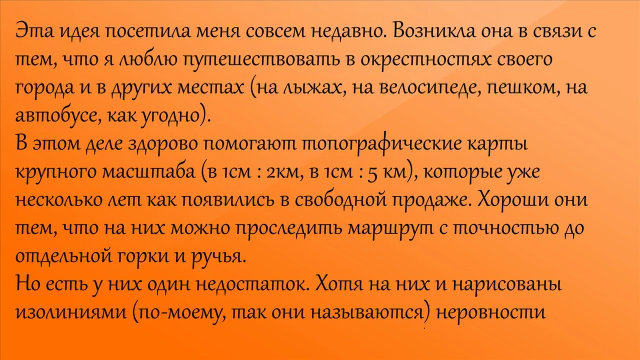 Эта идея посетила меня совсем недавно. Возникла она в связи с
тем, что я люблю путешествовать в окрестностях своего
города и в других местах (на лыжах, на велосипеде, пешком, на
автобусе, как угодно).
В этом деле здорово помогают топографические карты
крупного масштаба (в 1см : 2км, в 1см : 5 км), которые уже
несколько лет как появились в свободной продаже. Хороши они
тем, что на них можно проследить маршрут с точностью до
отдельной горки и ручья.
Но есть у них один недостаток. Хотя на них и нарисованы
изолиниями (по-моему, так они называются) неровности